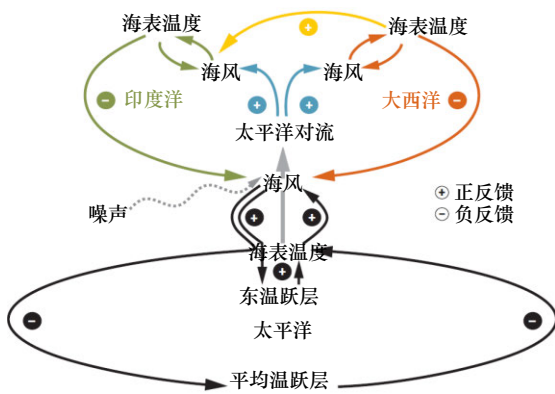 海表温度
海表温度
海风
海风
印度洋
大西洋
太平洋对流
海风
正反馈
噪声
负反馈
海表温度
东温跃层
太平洋
平均温跃层